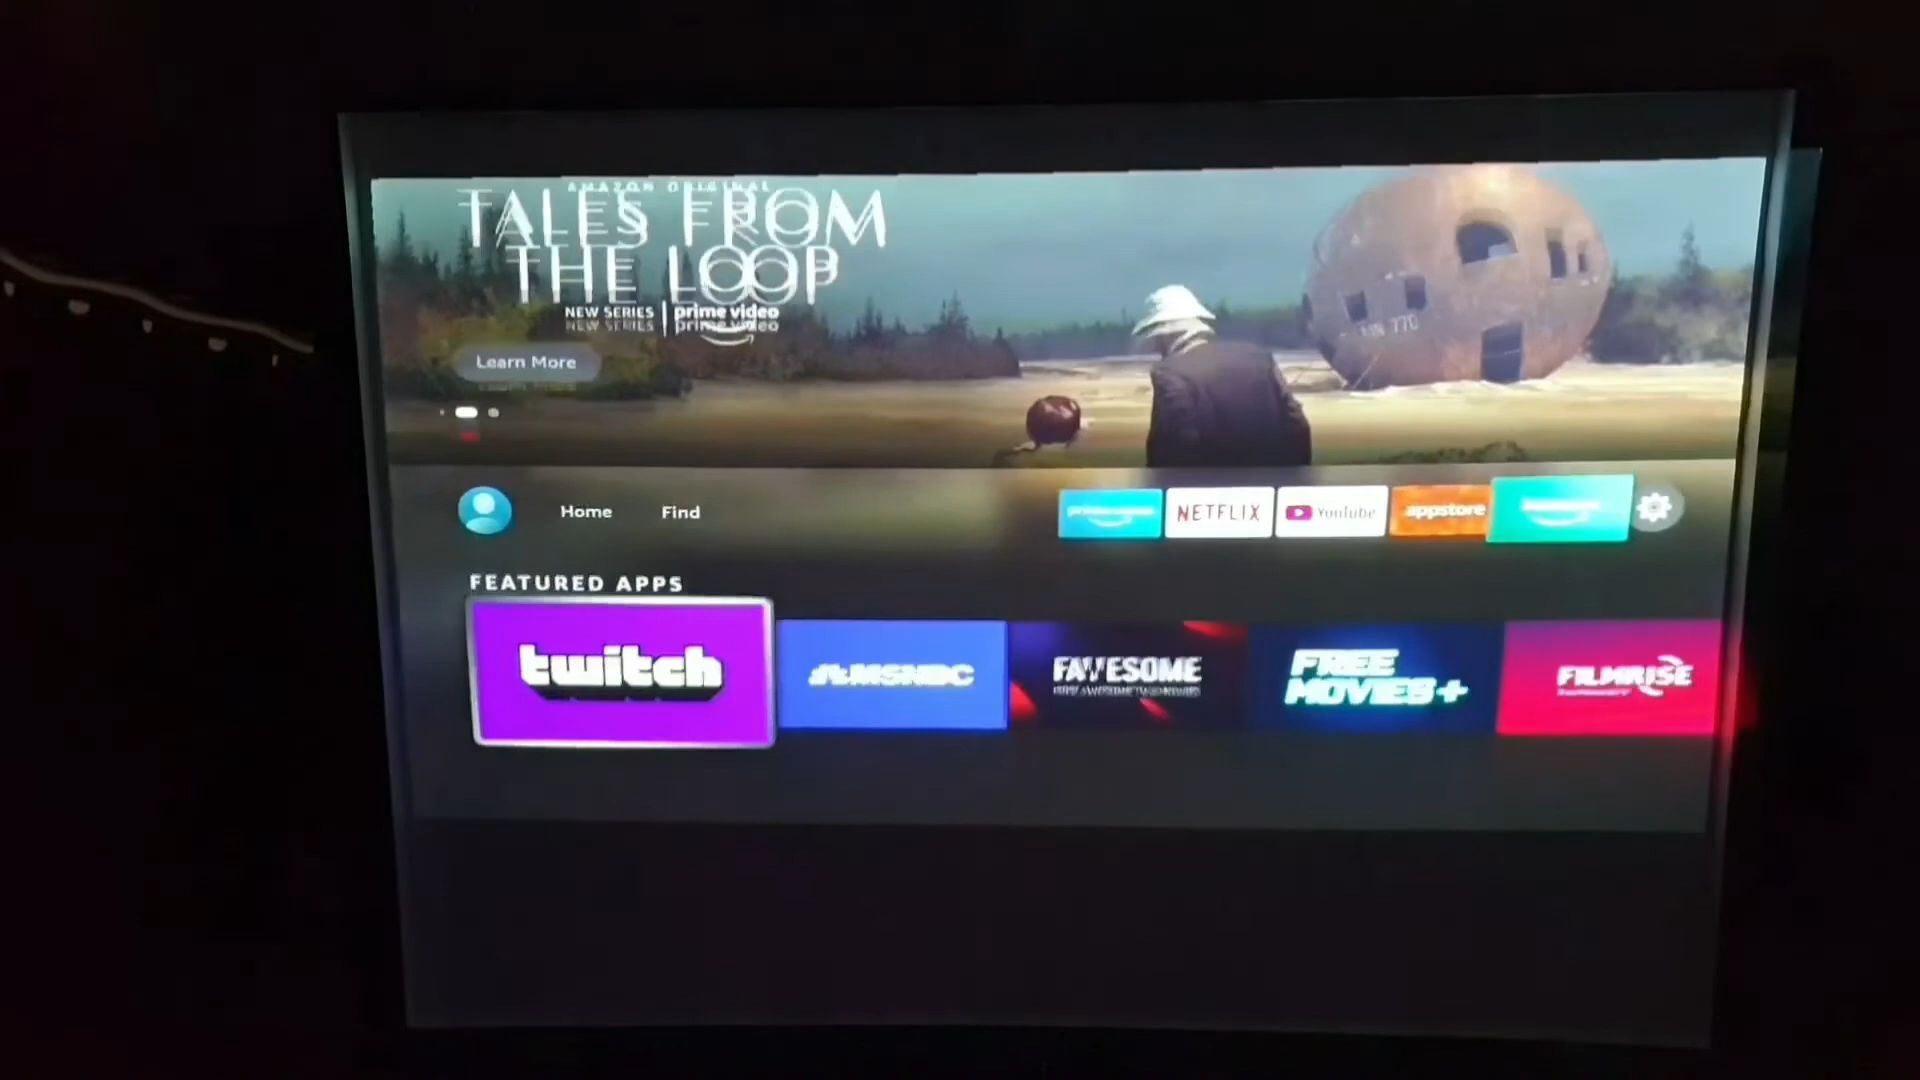 AMAZON ORIGINAL
TALES FROM
THE LOOP
NEW SERIES | prime video
Learn More
Home Find
NETFLIX YouTube appstore
FEATURED APPS
twitch MSNBC FAWESOME FREE FILMRISE
MOVIES+